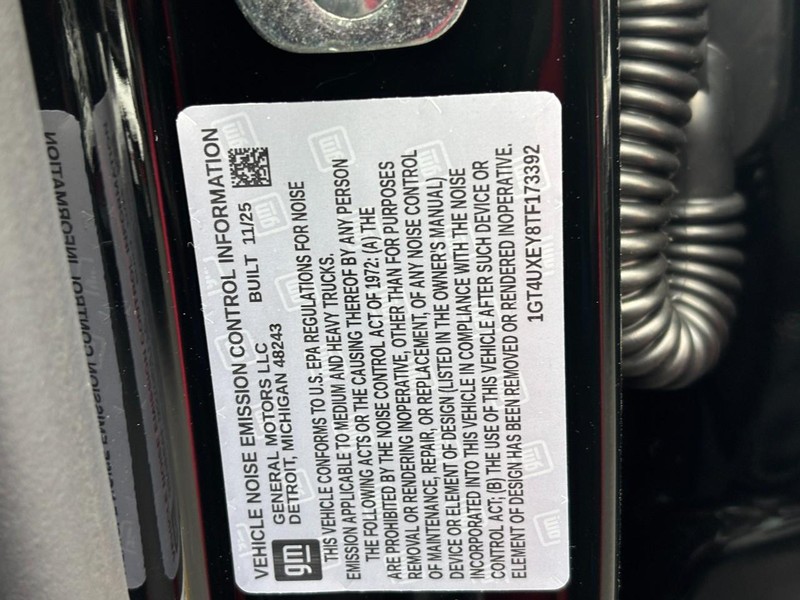 VEHICLE NOISE EMISSION CONTROL INFORMATION
GENERAL MOTORS LLC
DETROIT, MICHIGAN 48243
BUILT 11/25
gm
THIS VEHICLE CONFORMS TO U.S. EPA REGULATIONS FOR NOISE
EMISSION APPLICABLE TO MEDIUM AND HEAVY TRUCKS.
THE FOLLOWING ACTS OR THE CAUSING THEREOF BY ANY PERSON
ARE PROHIBITED BY THE NOISE CONTROL ACT OF 1972: (A) THE
REMOVAL OR RENDERING INOPERATIVE, OTHER THAN FOR PURPOSES
OF MAINTENANCE, REPAIR, OR REPLACEMENT, OF ANY NOISE CONTROL
DEVICE OR ELEMENT OF DESIGN (LISTED IN THE OWNER'S MANUAL)
INCORPORATED INTO THIS VEHICLE IN COMPLIANCE WITH THE NOISE
CONTROL ACT; (B) THE USE OF THIS VEHICLE AFTER SUCH DEVICE OR
ELEMENT OF DESIGN HAS BEEN REMOVED OR RENDERED INOPERATIVE.
1GT4UXEY8TF173392